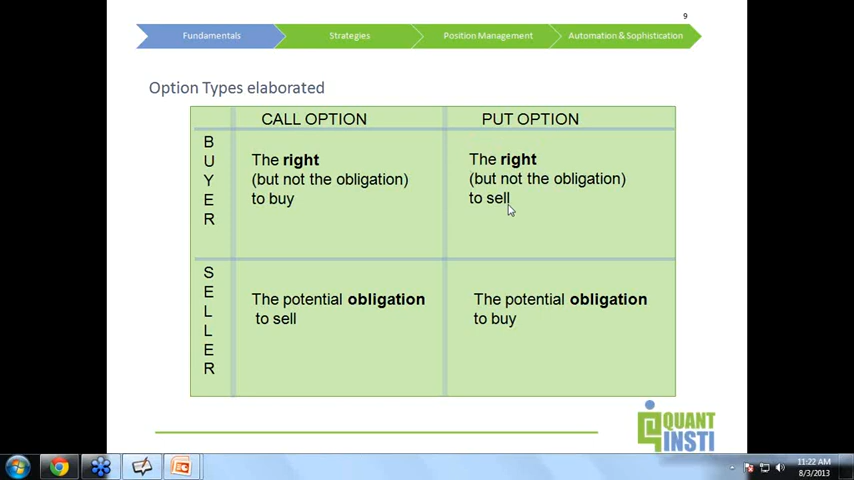 9
Fundamentals
Strategies
Position Management
Automation & Sophistication
Option Types elaborated
CALL OPTION
PUT OPTION
BUYER
The right
(but not the obligation)
to buy
The right
(but not the obligation)
to sell
SELLER
The potential obligation
to sell
The potential obligation
to buy
QUANT
INSTI
11:22 AM
8/3/2013